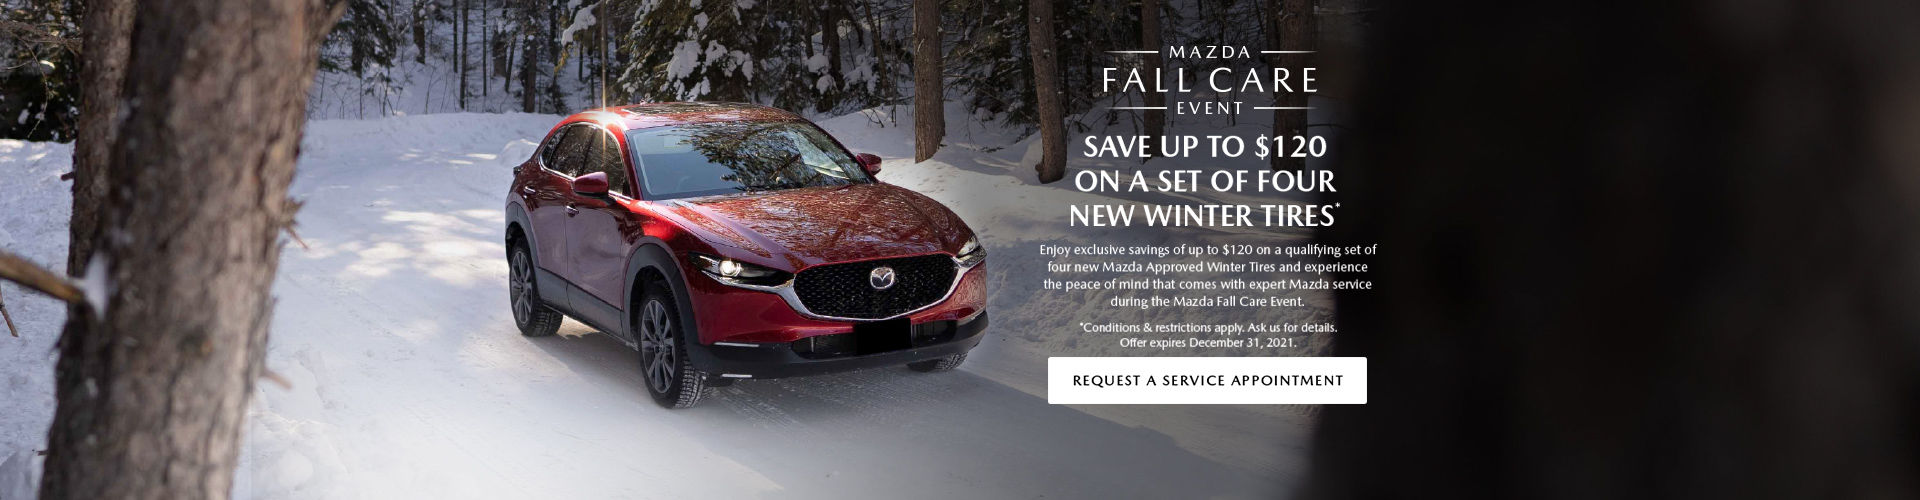 MAZDA
FALL CARE
EVENT
SAVE UP TO $120
ON A SET OF FOUR
NEW WINTER TIRES*
Enjoy exclusive savings of up to $120 on a qualifying set of
four new Mazda Approved Winter Tires and experience
the peace of mind that comes with expert Mazda service
during the Mazda Fall Care Event.
*Conditions & restrictions apply. Ask us for details.
Offer expires December 31, 2021.
REQUEST A SERVICE APPOINTMENT